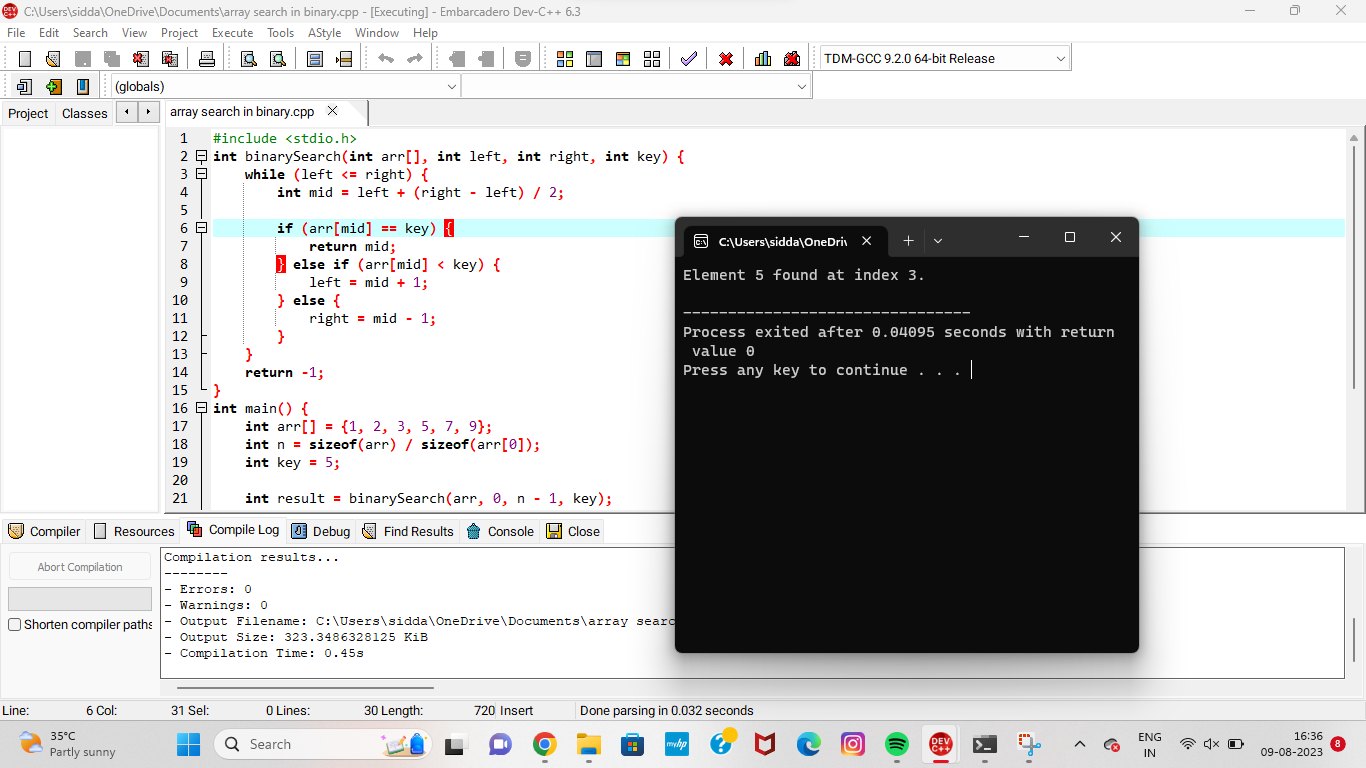 C:\Users\sidda\OneDrive\Documents\array search in binary.cpp - [Executing] - Embarcadero Dev-C++ 6.3
File Edit Search View Project Execute Tools AStyle Window Help
TDM-GCC 9.2.0 64-bit Release
(globals)
Project Classes
array search in binary.cpp
1 #include <stdio.h>
2 int binarySearch(int arr[], int left, int right, int key) {
3 while (left <= right) {
4 int mid = left + (right - left) / 2;
5
6 if (arr[mid] == key) {
7 return mid;
8 } else if (arr[mid] < key) {
9 left = mid + 1;
10 } else {
11 right = mid - 1;
12 }
13 }
14 return -1;
15 }
16 int main() {
17 int arr[] = {1, 2, 3, 5, 7, 9};
18 int n = sizeof(arr) / sizeof(arr[0]);
19 int key = 5;
20
21 int result = binarySearch(arr, 0, n - 1, key);
C:\Users\sidda\OneDri
Element 5 found at index 3.
--------------------------------
Process exited after 0.04095 seconds with return
value 0
Press any key to continue . . .
Compiler Resources Compile Log Debug Find Results Console Close
Abort Compilation
Shorten compiler paths
Compilation results...
--------
- Errors: 0
- Warnings: 0
- Output Filename: C:\Users\sidda\OneDrive\Documents\array searc
- Output Size: 323.3486328125 KiB
- Compilation Time: 0.45s
Line: 6 Col: 31 Sel: 0 Lines: 30 Length: 720 Insert Done parsing in 0.032 seconds
35°C
Partly sunny
Search
myhp
DEV
C++
ENG
IN
16:36
09-08-2023
8